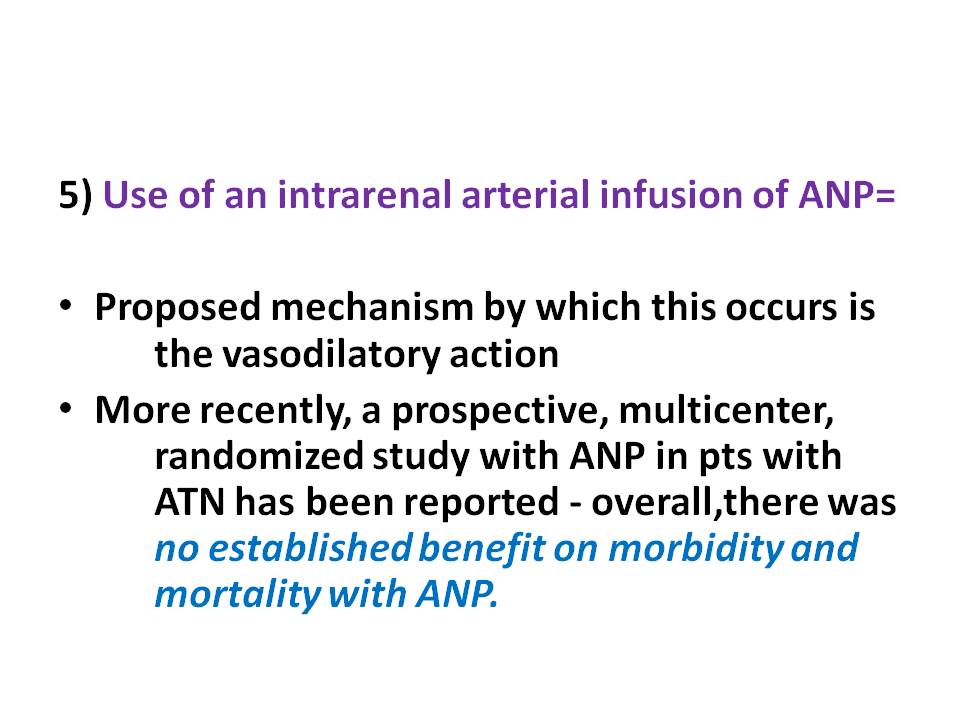 5) Use of an intrarenal arterial infusion of ANP=
• Proposed mechanism by which this occurs is
the vasodilatory action
• More recently, a prospective, multicenter,
randomized study with ANP in pts with
ATN has been reported - overall,there was
no established benefit on morbidity and
mortality with ANP.